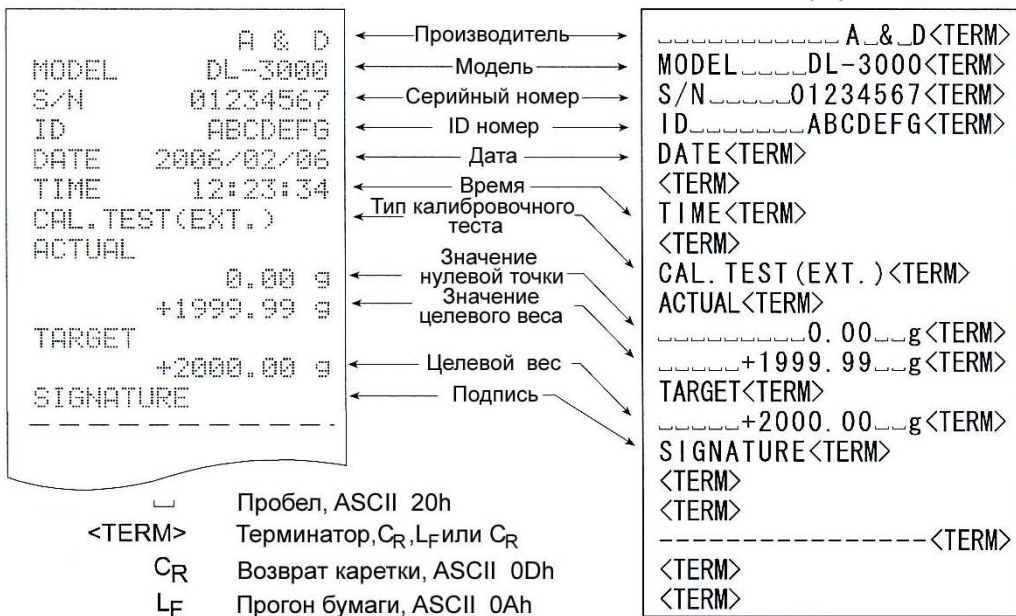 A & D
MODEL DL-3000
S/N 01234567
ID ABCDEFG
DATE 2006/02/06
TIME 12:23:34
CAL.TEST(EXT.)
ACTUAL
0.00 g
+1999.99 g
TARGET
+2000.00 g
SIGNATURE
Производитель
Модель
Серийный номер
ID номер
Дата
Время
Тип калибровочного
теста
Значение
нулевой точки
Значение
целевого веса
Целевой вес
Подпись
␣␣␣␣␣␣␣␣␣␣␣A␣&␣D<TERM>
MODEL␣␣␣␣DL-3000<TERM>
S/N␣␣␣␣␣01234567<TERM>
ID␣␣␣␣␣␣␣ABCDEFG<TERM>
DATE<TERM>
<TERM>
TIME<TERM>
<TERM>
CAL.TEST(EXT.)<TERM>
ACTUAL<TERM>
␣␣␣␣␣␣␣␣␣0.00␣␣g<TERM>
␣␣␣␣␣+1999.99␣␣g<TERM>
TARGET<TERM>
␣␣␣␣␣+2000.00␣␣g<TERM>
SIGNATURE<TERM>
<TERM>
<TERM>
----------------<TERM>
<TERM>
<TERM>
␣ Пробел, ASCII 20h
<TERM> Терминатор,CR,LFили CR
CR Возврат каретки, ASCII 0Dh
LF Прогон бумаги, ASCII 0Ah